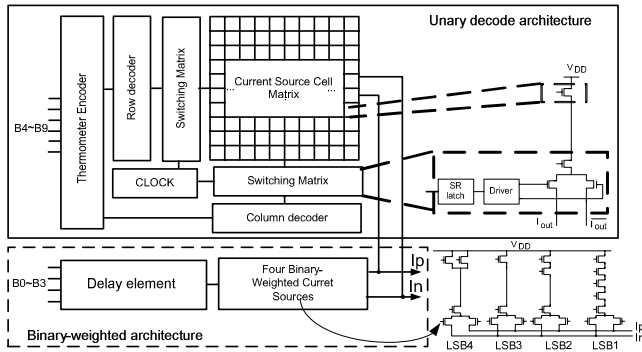 Unary decode architecture
B4~B9
Thermometer Encoder
Row decoder
Switching Matrix
Current Source Cell
Matrix
...
...
VDD
CLOCK
Switching Matrix
Column decoder
SR
latch
Driver
Iout
Iout
B0~B3
Delay element
Four Binary-
Weighted Curret
Sources
Ip
In
Binary-weighted architecture
VDD
LSB4
LSB3
LSB2
LSB1
Ip
In